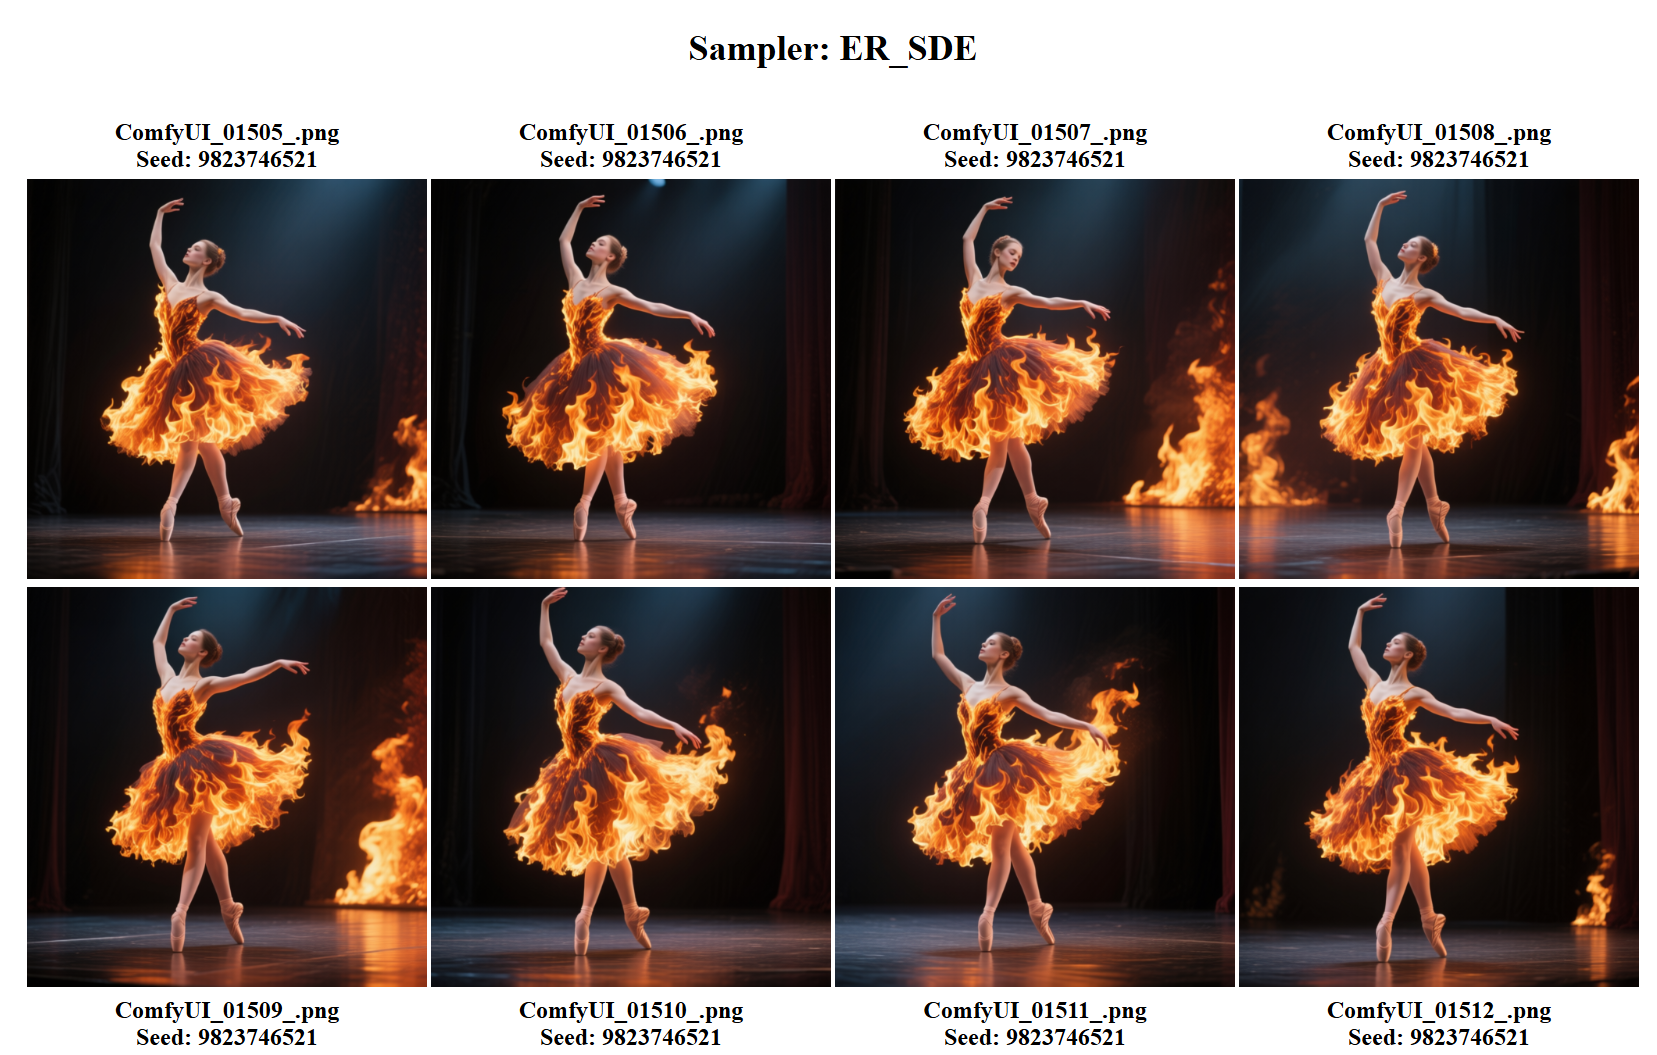 Sampler: ER_SDE
ComfyUI_01505_.png
Seed: 9823746521
ComfyUI_01506_.png
Seed: 9823746521
ComfyUI_01507_.png
Seed: 9823746521
ComfyUI_01508_.png
Seed: 9823746521
ComfyUI_01509_.png
Seed: 9823746521
ComfyUI_01510_.png
Seed: 9823746521
ComfyUI_01511_.png
Seed: 9823746521
ComfyUI_01512_.png
Seed: 9823746521